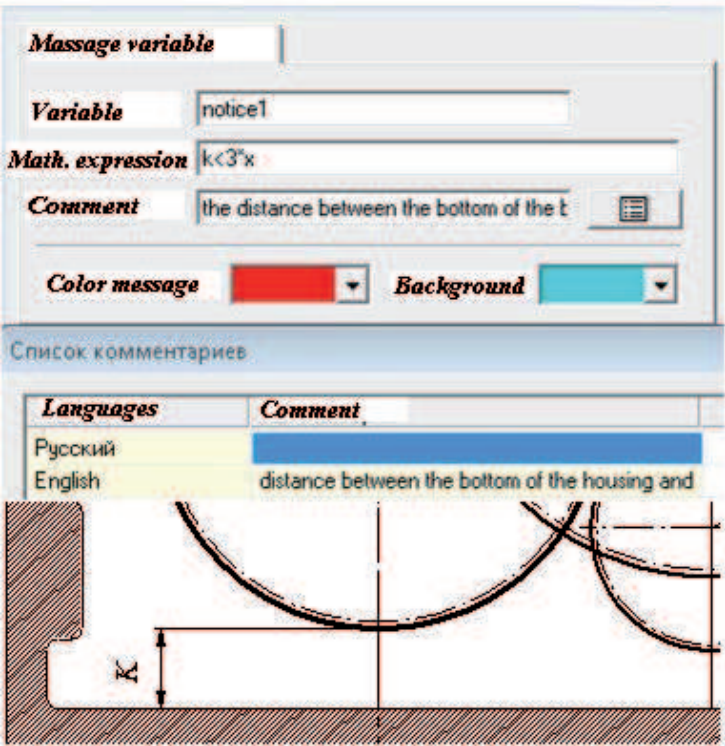 Massage variable
Variable notice1
Math. expression k<3*x
Comment the distance between the bottom of the b
Color message Background
Список комментариев
Languages Comment
Русский
English distance between the bottom of the housing and
K